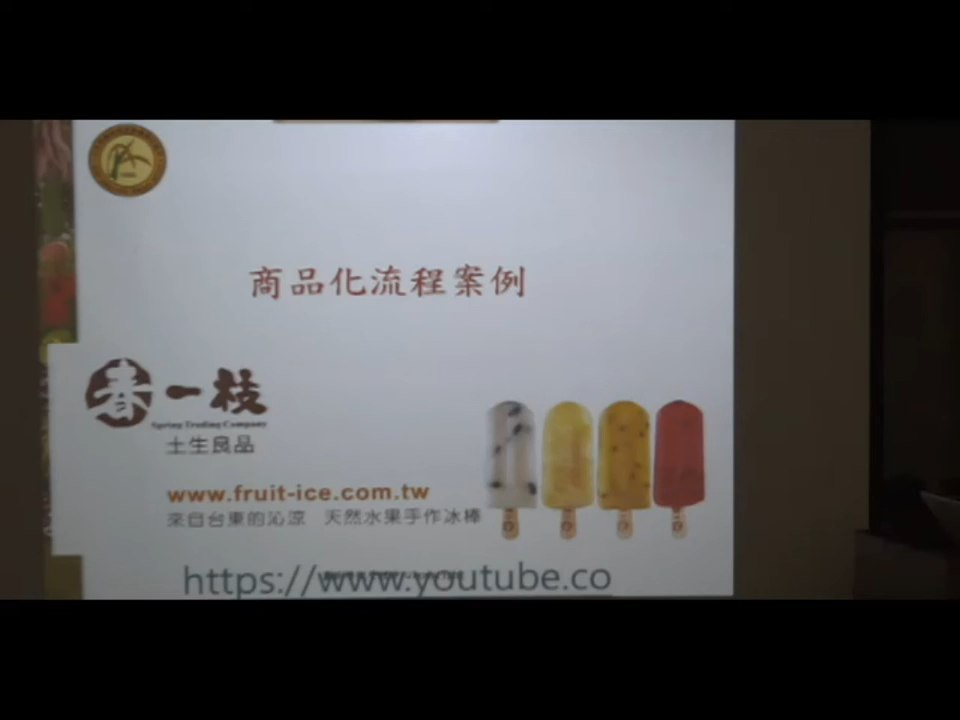 商品化流程案例
春一枝
Spring Trading Company
土生良品
www.fruit-ice.com.tw
來自台東的沁涼 天然水果手作冰棒
https://www.youtube.co